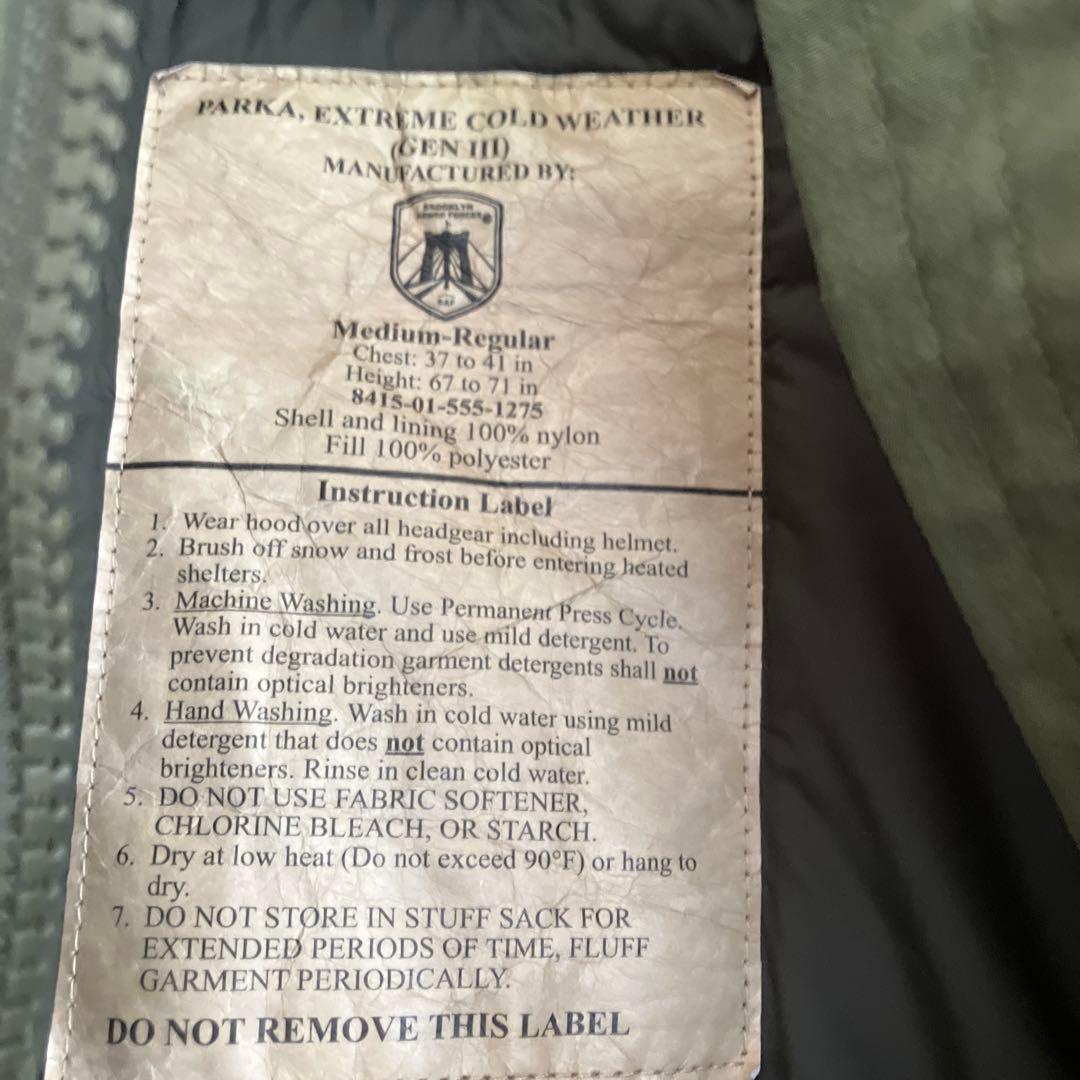 PARKA, EXTREME COLD WEATHER
(GEN III)
MANUFACTURED BY:
BROOKLYN
Medium-Regular
Chest: 37 to 41 in
Height: 67 to 71 in
8415-01-555-1275
Shell and lining 100% nylon
Fill 100% polyester
Instruction Label
1. Wear hood over all headgear including helmet.
2. Brush off snow and frost before entering heated
shelters.
3. Machine Washing. Use Permanent Press Cycle.
Wash in cold water and use mild detergent. To
prevent degradation garment detergents shall not
contain optical brighteners.
4. Hand Washing. Wash in cold water using mild
detergent that does not contain optical
brighteners. Rinse in clean cold water.
5. DO NOT USE FABRIC SOFTENER,
CHLORINE BLEACH, OR STARCH.
6. Dry at low heat (Do not exceed 90°F) or hang to
dry.
7. DO NOT STORE IN STUFF SACK FOR
EXTENDED PERIODS OF TIME, FLUFF
GARMENT PERIODICALLY.
DO NOT REMOVE THIS LABEL